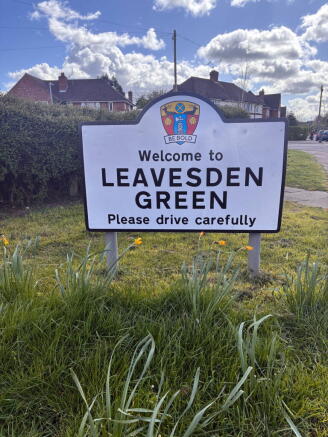 BE BOLD
Welcome to
LEAVESDEN
GREEN
Please drive carefully